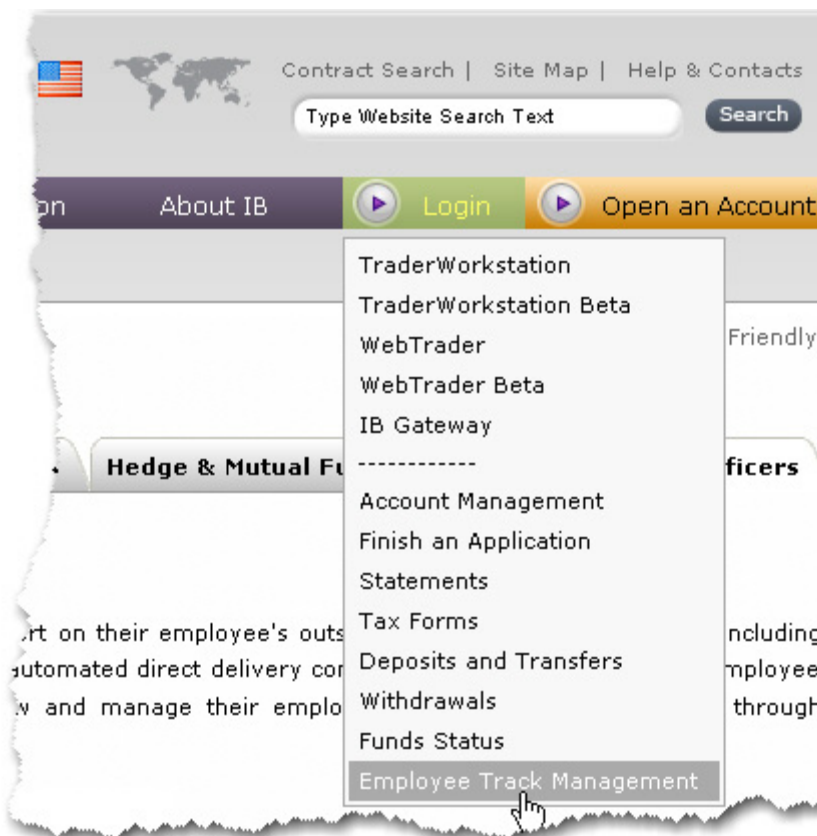 Contract Search | Site Map | Help & Contacts
Type Website Search Text Search
on About IB Login Open an Account
TraderWorkstation
TraderWorkstation Beta
WebTrader Friendly
WebTrader Beta
IB Gateway
------------
Hedge & Mutual Fu ficers
Account Management
Finish an Application
Statements
Tax Forms
rt on their employee's outs ncluding
Deposits and Transfers
automated direct delivery cor mployee
Withdrawals
w and manage their emplo through
Funds Status
Employee Track Management